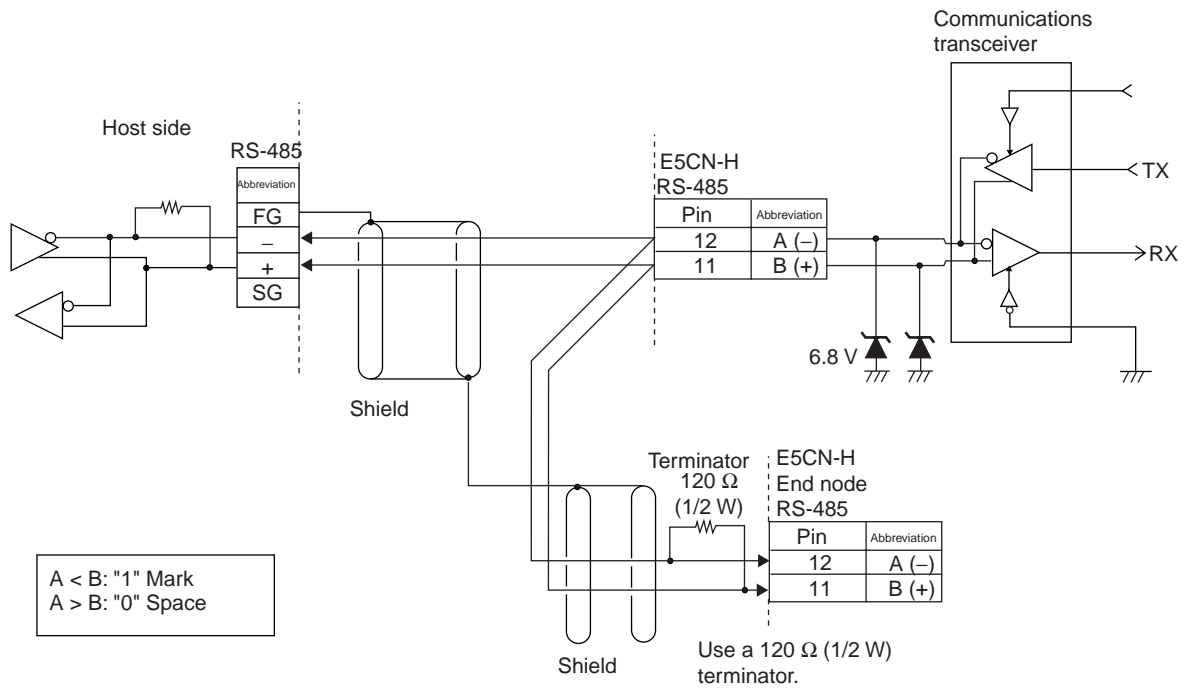 Communications
transceiver
Host side
RS-485
Abbreviation
FG
–
+
SG
Shield
E5CN-H
RS-485
Pin Abbreviation
12 A (–)
11 B (+)
TX
RX
6.8 V
Terminator
120 Ω
(1/2 W)
E5CN-H
End node
RS-485
Pin Abbreviation
12 A (–)
11 B (+)
A < B: "1" Mark
A > B: "0" Space
Shield
Use a 120 Ω (1/2 W)
terminator.